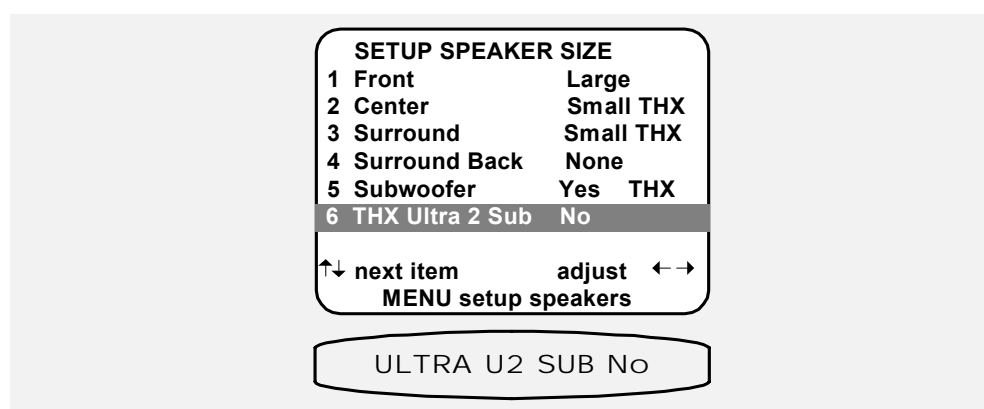 SETUP SPEAKER SIZE
1 Front Large
2 Center Small THX
3 Surround Small THX
4 Surround Back None
5 Subwoofer Yes THX
6 THX Ultra 2 Sub No
↑↓ next item adjust ←→
MENU setup speakers
ULTRA U2 SUB No